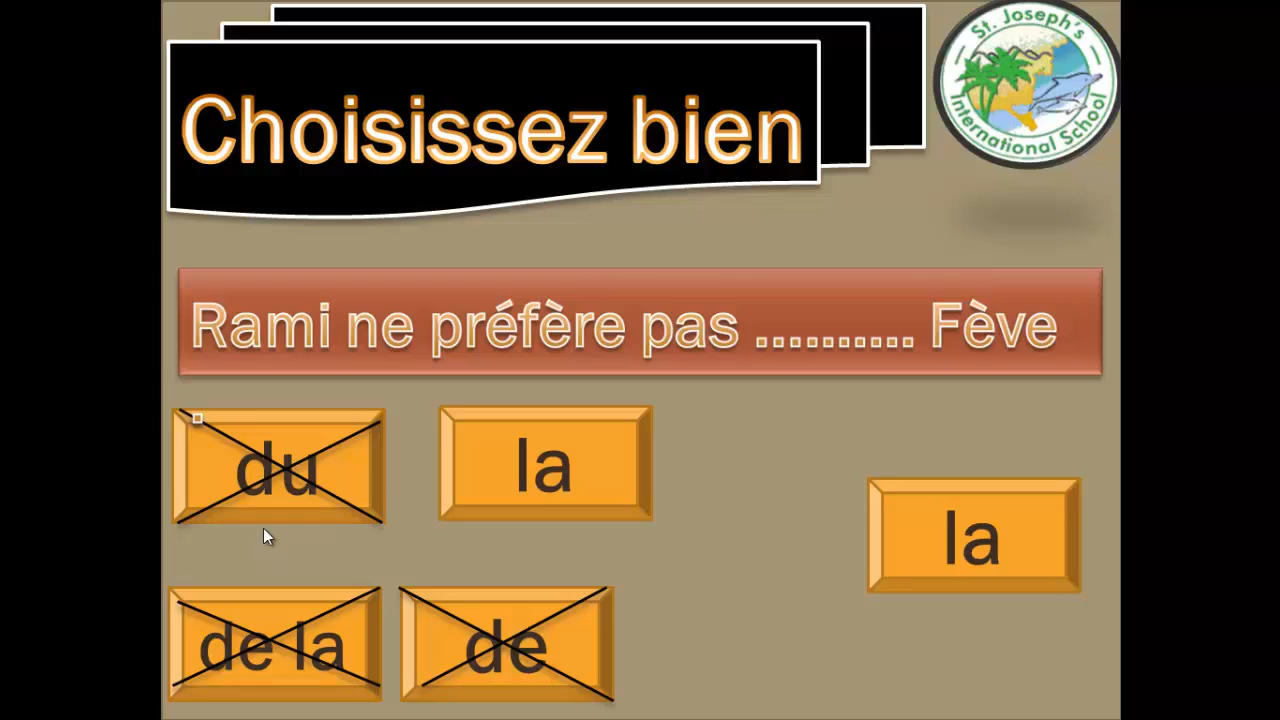 St. Joseph's
International School
Choisissez bien
Rami ne préfère pas .......... Fève
du
la
la
de la
de